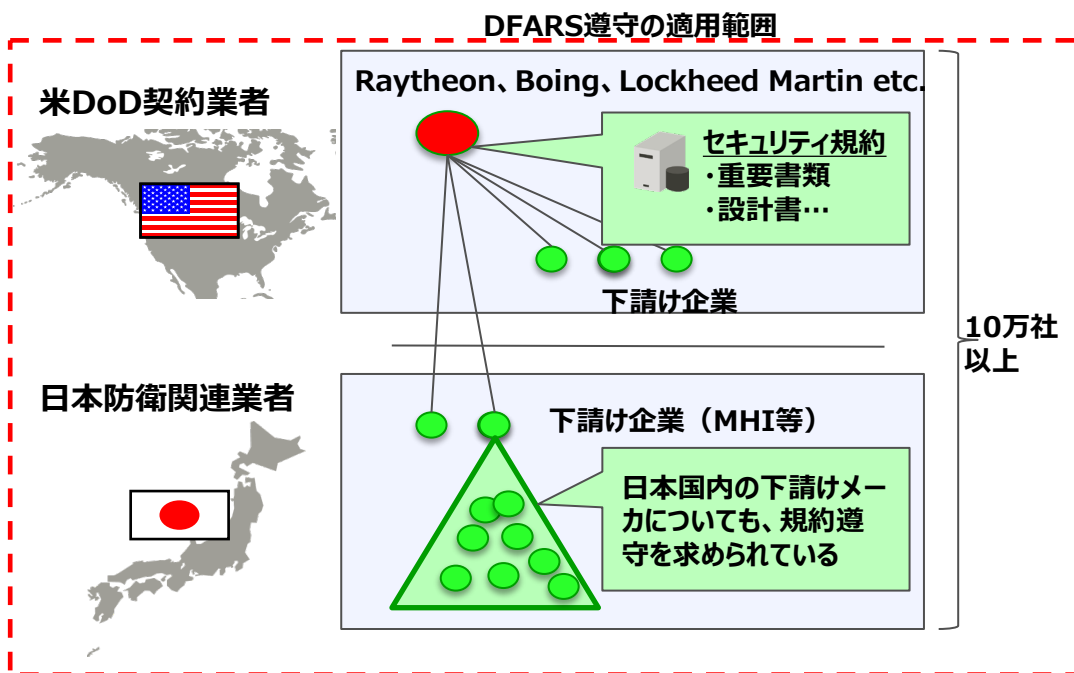 DFARS遵守の適用範囲
米DoD契約業者
Raytheon、Boing、Lockheed Martin etc.
セキュリティ規約
・重要書類
・設計書…
下請け企業
10万社
以上
日本防衛関連業者
下請け企業（MHI等）
日本国内の下請けメー
カについても、規約遵
守を求められている